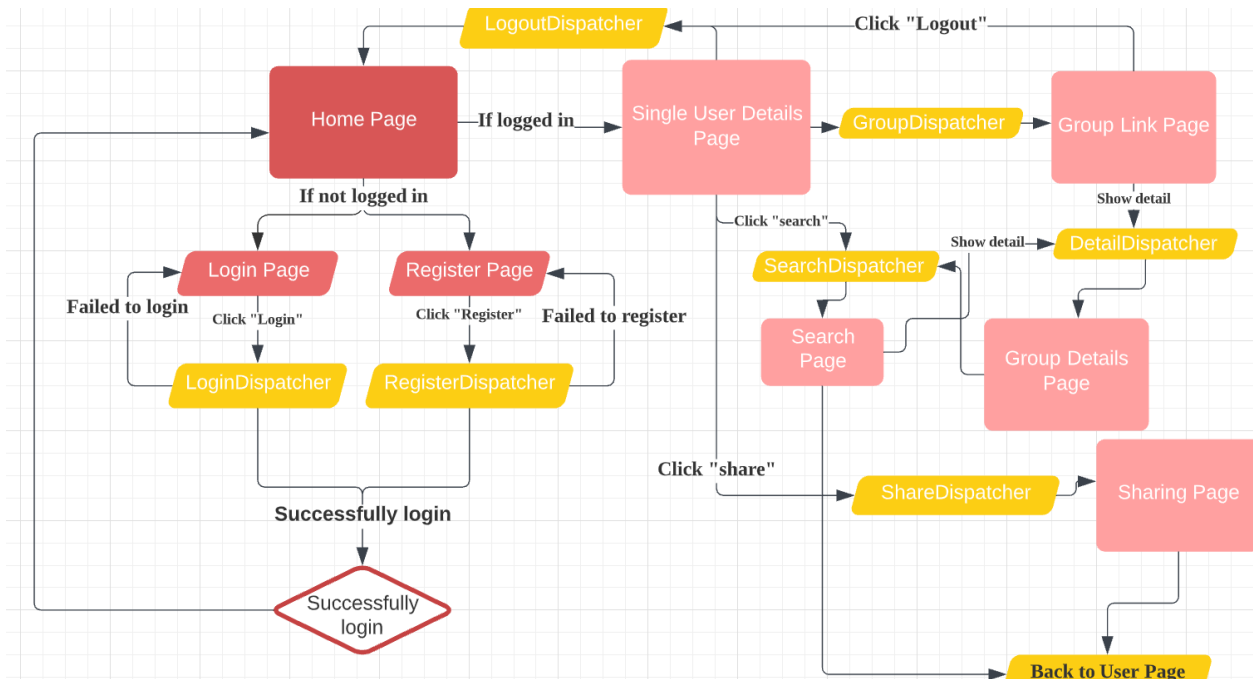 LogoutDispatcher
Click "Logout"
Home Page
If logged in
Single User Details
Page
GroupDispatcher
Group Link Page
If not logged in
Show detail
Click "search"
Show detail
DetailDispatcher
Login Page
Register Page
SearchDispatcher
Failed to login
Click "Login"
Click "Register"
Failed to register
Search
Page
Group Details
Page
LoginDispatcher
RegisterDispatcher
Click "share"
ShareDispatcher
Sharing Page
Successfully login
Successfully
login
Back to User Page